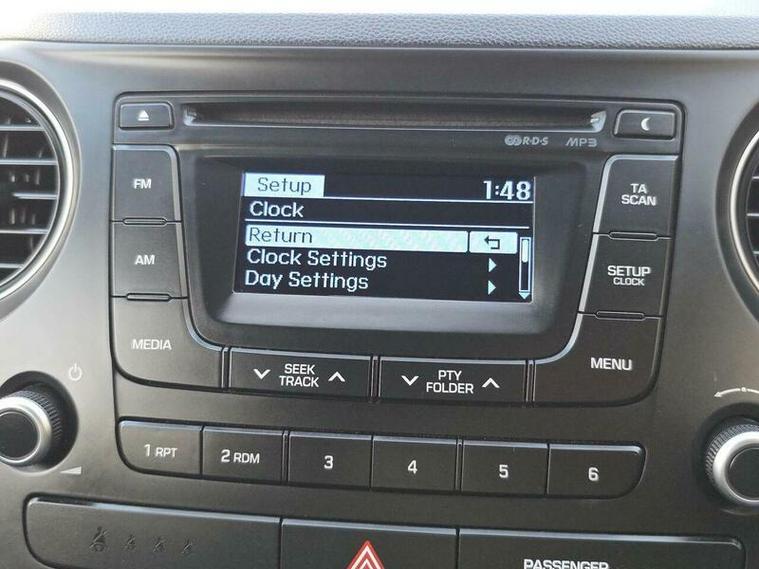 R·D·S MP3
FM
AM
MEDIA
Setup 1:48
Clock
Return
Clock Settings
Day Settings
TA
SCAN
SETUP
CLOCK
MENU
SEEK
TRACK
PTY
FOLDER
1 RPT
2 RDM
3
4
5
6
PASSENGER